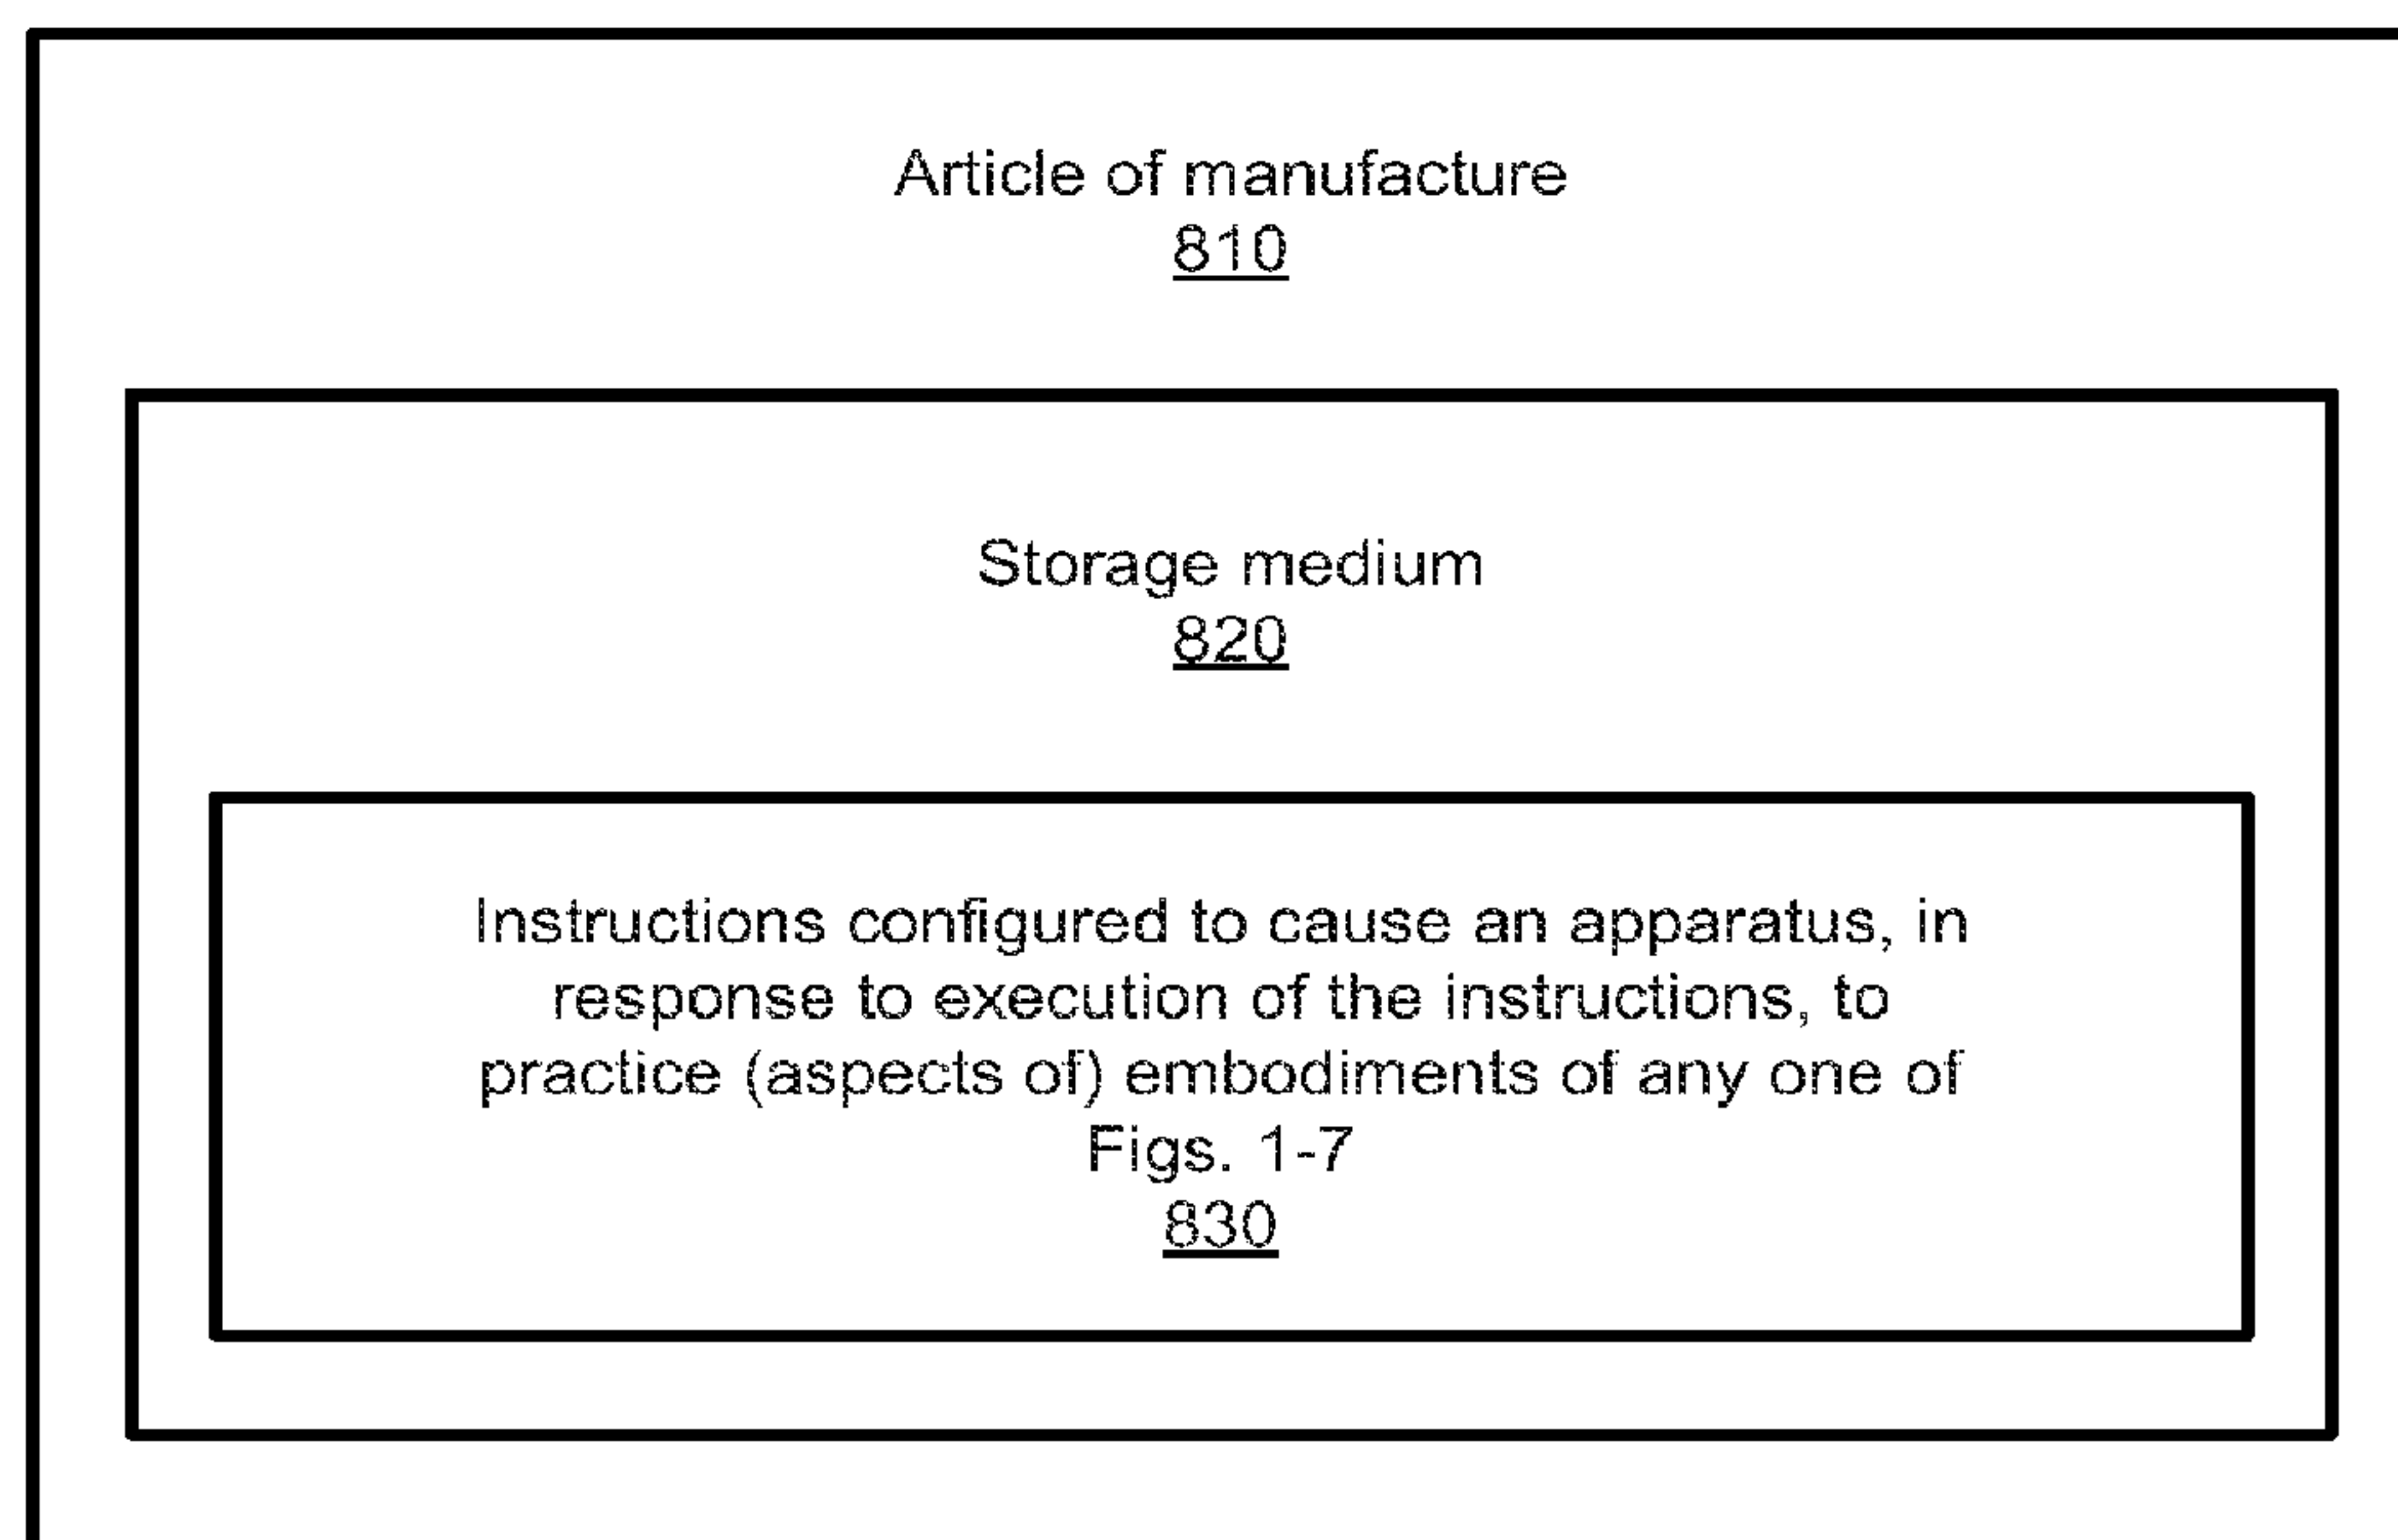 Article of manufacture
810
Storage medium
820
Instructions configured to cause an apparatus, in
response to execution of the instructions, to
practice (aspects of) embodiments of any one of
Figs. 1-7
830